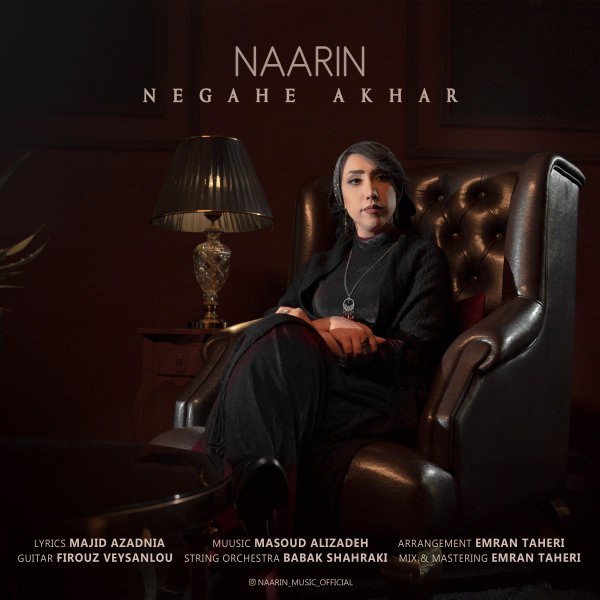 NAARIN
NEGAHE AKHAR
LYRICS MAJID AZADNIA MUUSIC MASOUD ALIZADEH ARRANGEMENT EMRAN TAHERI
GUITAR FIROUZ VEYSANLOU STRING ORCHESTRA BABAK SHAHRAKI MIX & MASTERING EMRAN TAHERI
NAARIN_MUSIC_OFFICIAL